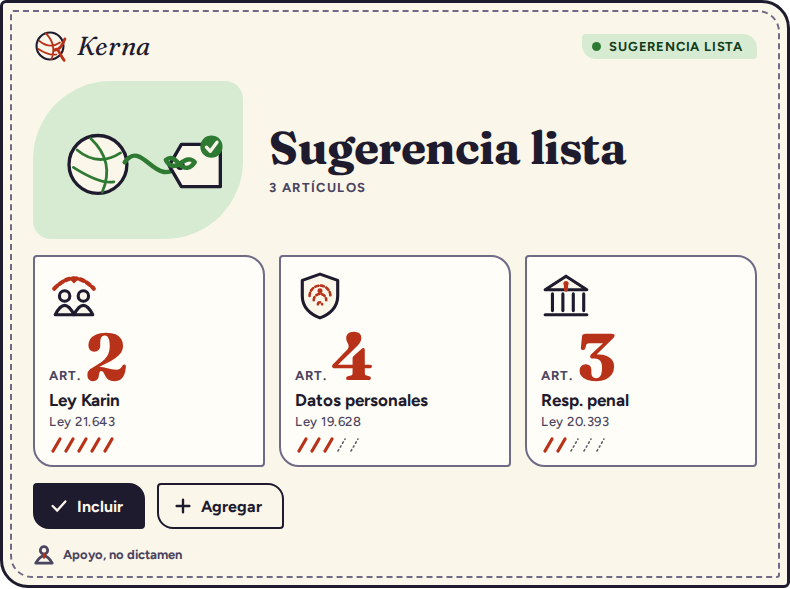 Kerna
SUGERENCIA LISTA
Sugerencia lista
3 ARTÍCULOS
ART. 2
Ley Karin
Ley 21.643
ART. 4
Datos personales
Ley 19.628
ART. 3
Resp. penal
Ley 20.393
Incluir
Agregar
Apoyo, no dictamen